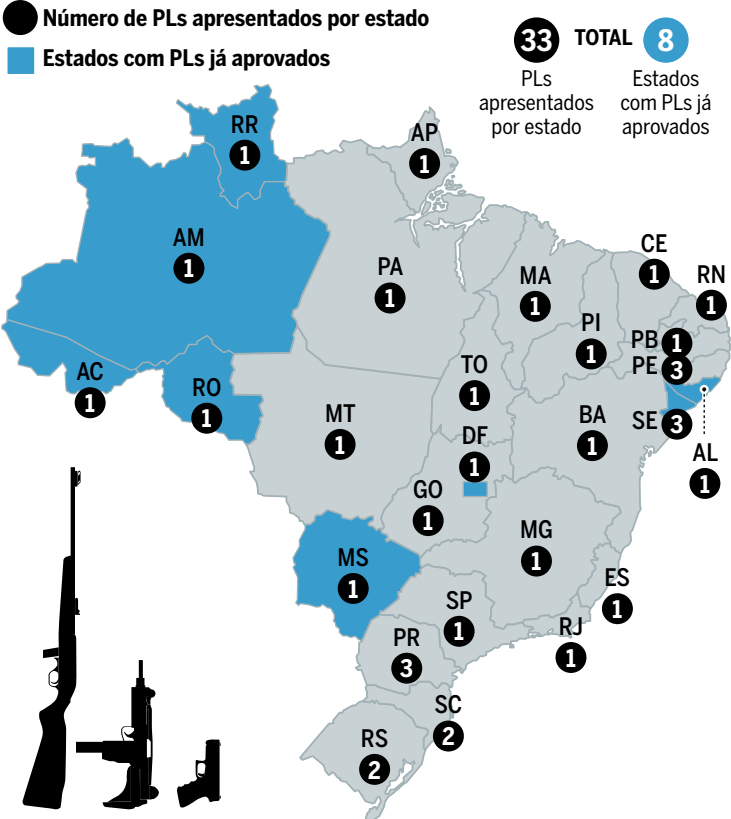 Número de PLs apresentados por estado
Estados com PLs já aprovados
33 TOTAL 8
PLs
apresentados
por estado
Estados
com PLs já
aprovados
RR
1
AP
1
AM
1
PA
1
MA
1
CE
1
RN
1
PI
1
PB 1
PE 3
AC
1
RO
1
TO
1
MT
1
BA
1
SE 3
AL
1
DF
1
GO
1
MG
1
MS
1
ES
1
SP
1
RJ
1
PR
3
SC
2
RS
2